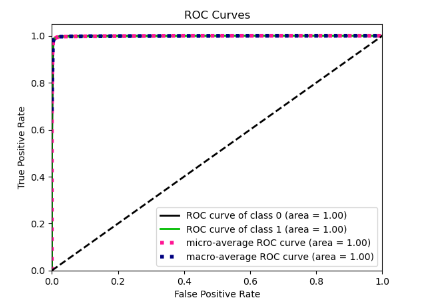 ROC Curves
True Positive Rate
1.0
0.8
0.6
0.4
0.2
0.0
ROC curve of class 0 (area = 1.00)
ROC curve of class 1 (area = 1.00)
micro-average ROC curve (area = 1.00)
macro-average ROC curve (area = 1.00)
0.0 0.2 0.4 0.6 0.8 1.0
False Positive Rate